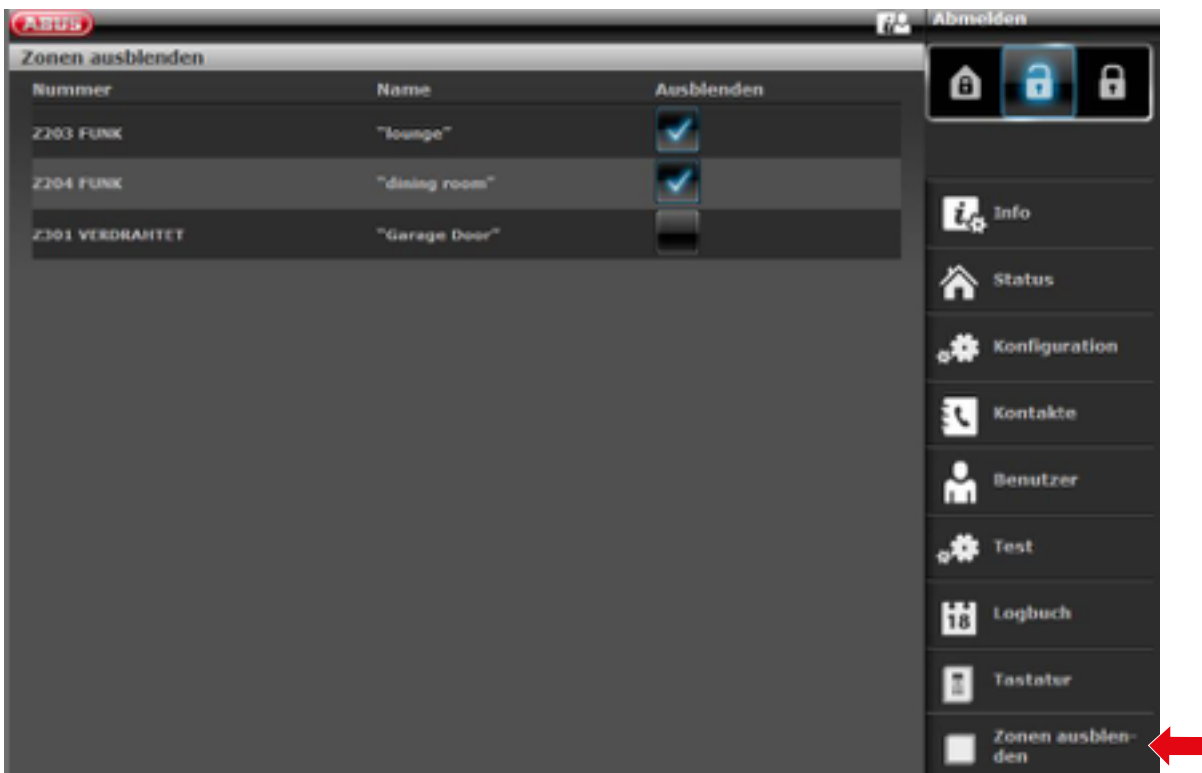 ABUS
Abmelden
Zonen ausblenden
Nummer Name Ausblenden
Z203 FUNK "lounge"
Z204 FUNK "dining room"
Z301 VERDRAHTET "Garage Door"
Info
Status
Konfiguration
Kontakte
Benutzer
Test
18 Logbuch
Tastatur
Zonen ausblen-
den